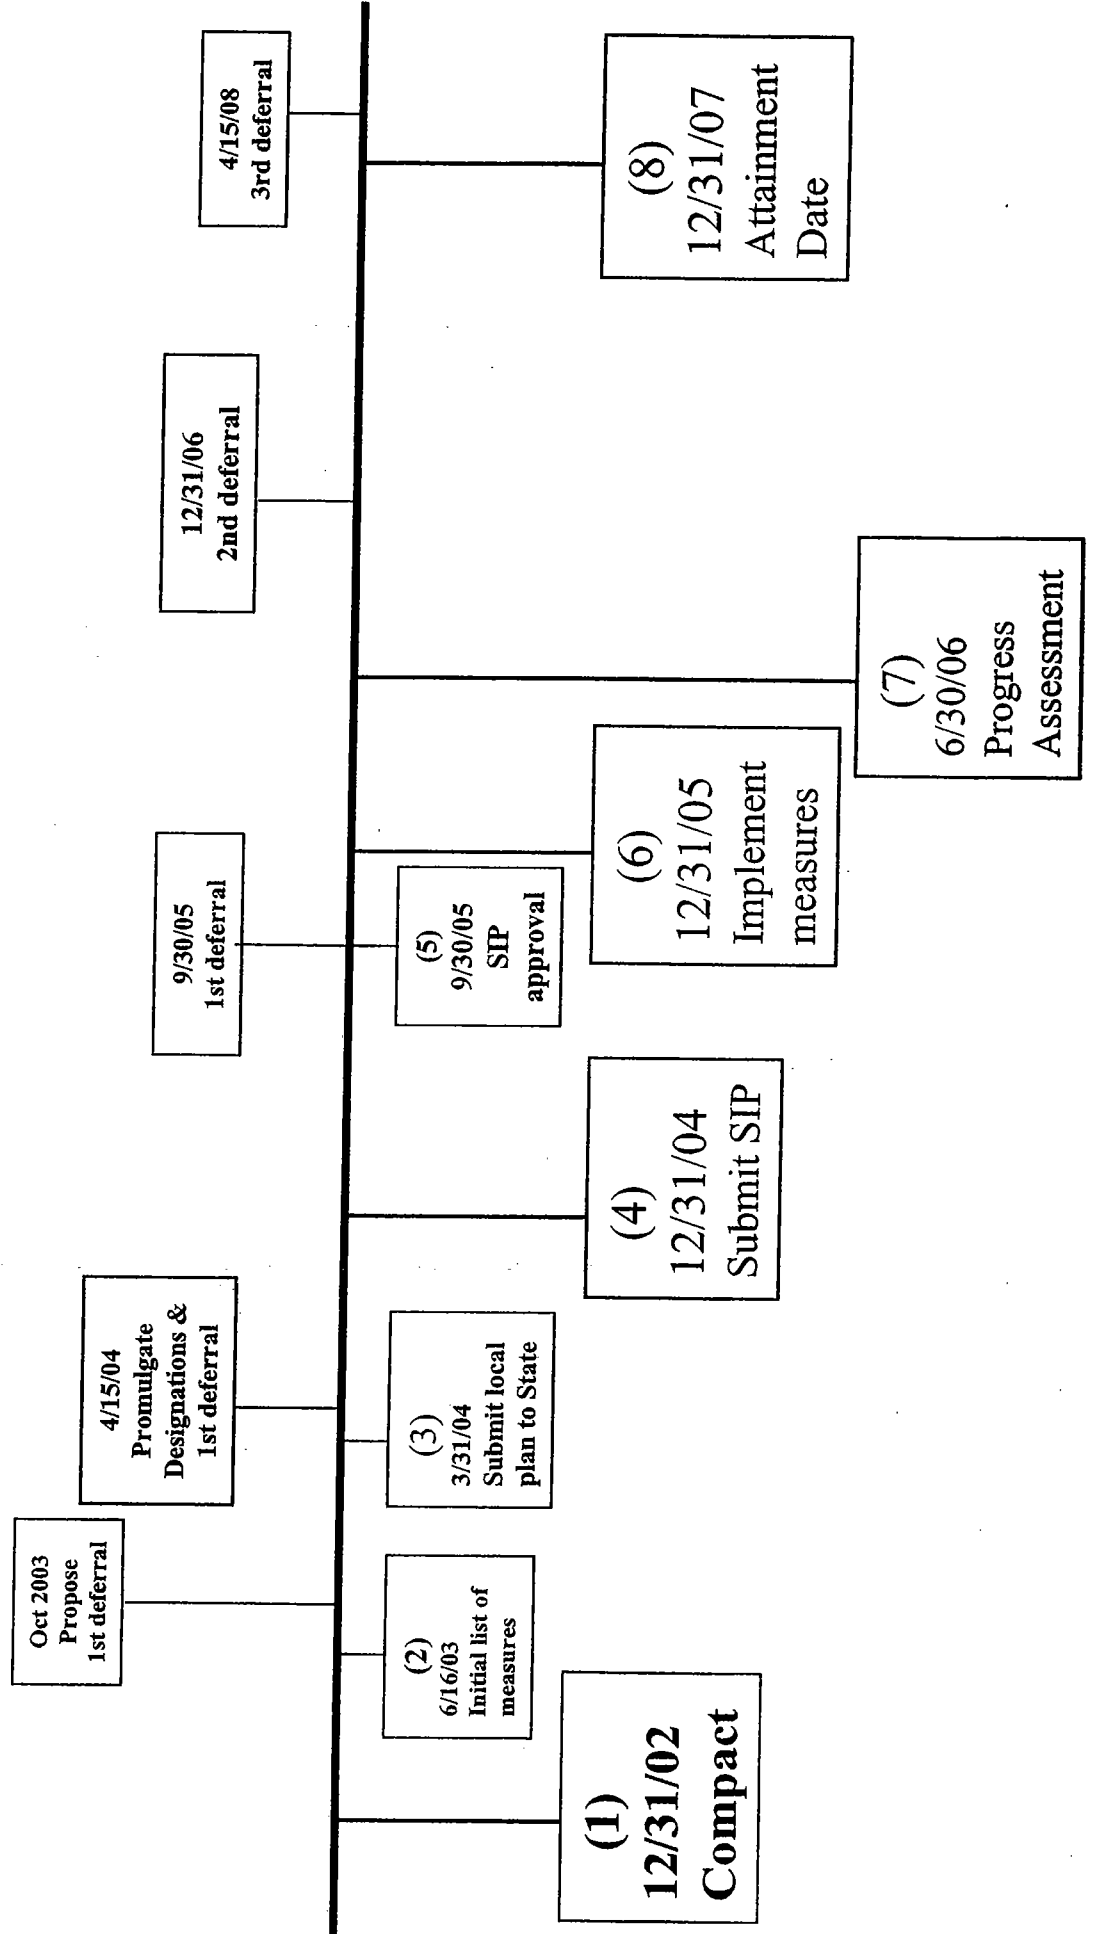 Oct 2003
Propose
1st deferral
4/15/04
Promulgate
Designations &
1st deferral
9/30/05
1st deferral
12/31/06
2nd deferral
4/15/08
3rd deferral
(1)
12/31/02
Compact
(2)
6/16/03
Initial list of
measures
(3)
3/31/04
Submit local
plan to State
(4)
12/31/04
Submit SIP
(5)
9/30/05
SIP
approval
(6)
12/31/05
Implement
measures
(7)
6/30/06
Progress
Assessment
(8)
12/31/07
Attainment
Date